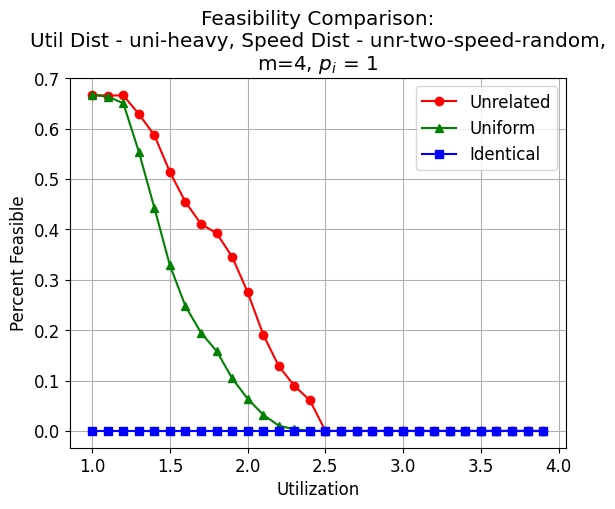 Feasibility Comparison:
Util Dist - uni-heavy, Speed Dist - unr-two-speed-random,
m=4, p_i = 1
0.7
0.6
0.5
0.4
0.3
0.2
0.1
0.0
Percent Feasible
Unrelated
Uniform
Identical
1.0 1.5 2.0 2.5 3.0 3.5 4.0
Utilization